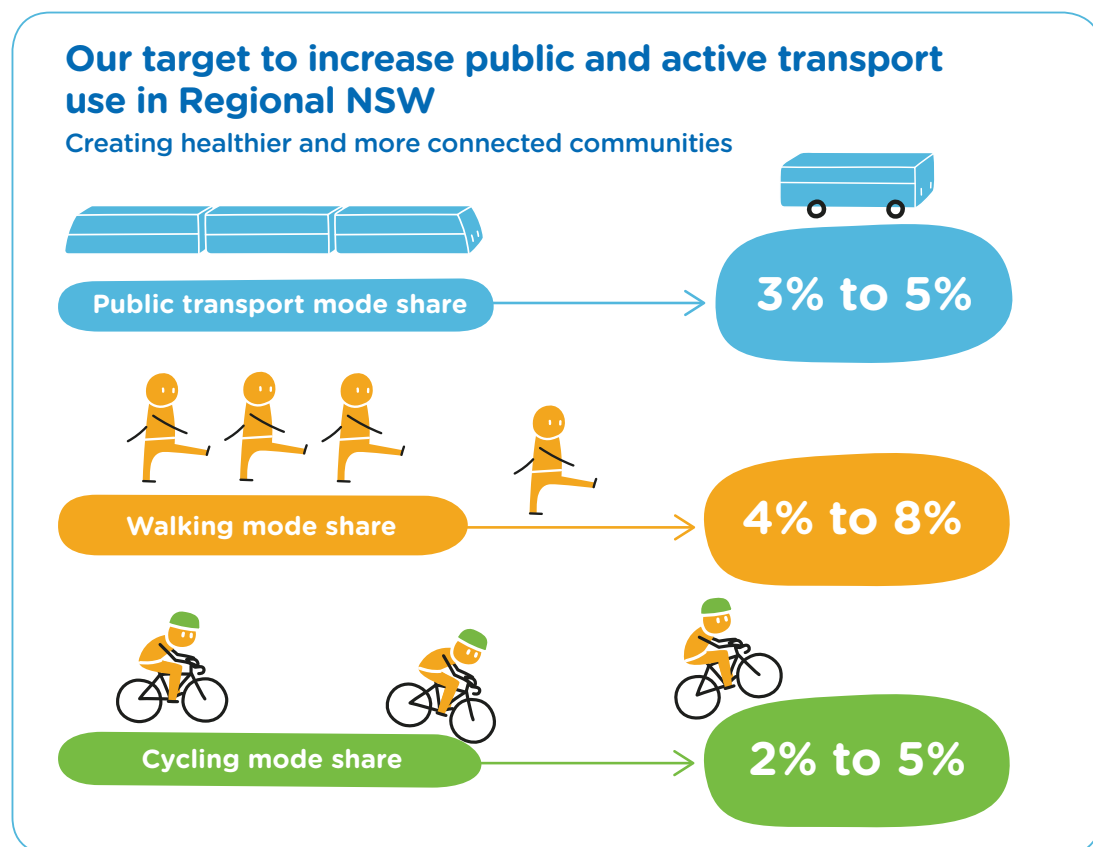 Our target to increase public and active transport
use in Regional NSW
Creating healthier and more connected communities
Public transport mode share
3% to 5%
Walking mode share
4% to 8%
Cycling mode share
2% to 5%